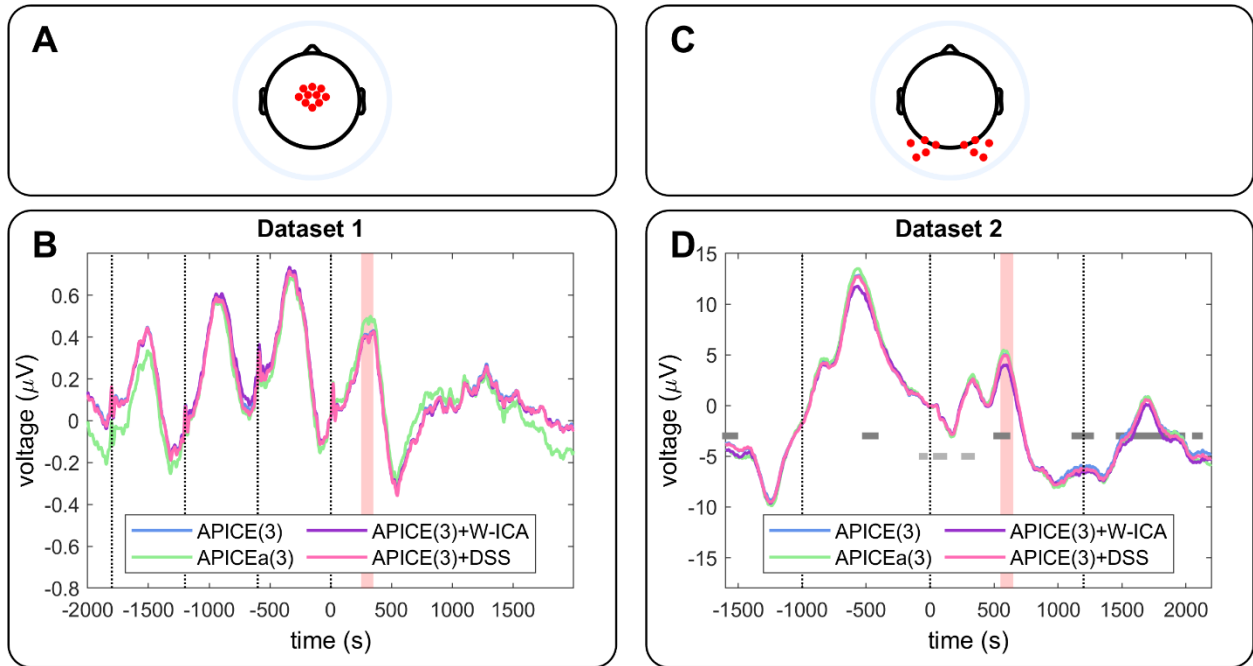 A
C
B
Dataset 1
0.6
0.4
0.2
0
-0.2
-0.4
-0.6
-0.8
voltage (μV)
APICE(3)
APICE(3)+W-ICA
APICEa(3)
APICE(3)+DSS
-2000 -1500 -1000 -500 0 500 1000 1500
time (s)
D
Dataset 2
15
10
5
0
-5
-10
-15
voltage (μV)
APICE(3)
APICE(3)+W-ICA
APICEa(3)
APICE(3)+DSS
-1500 -1000 -500 0 500 1000 1500 2000
time (s)